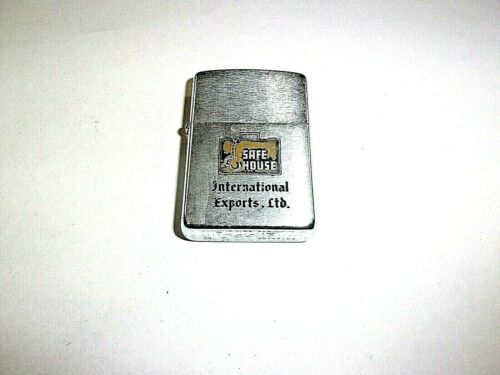 SAFE
HOUSE
International
Exports, Ltd.